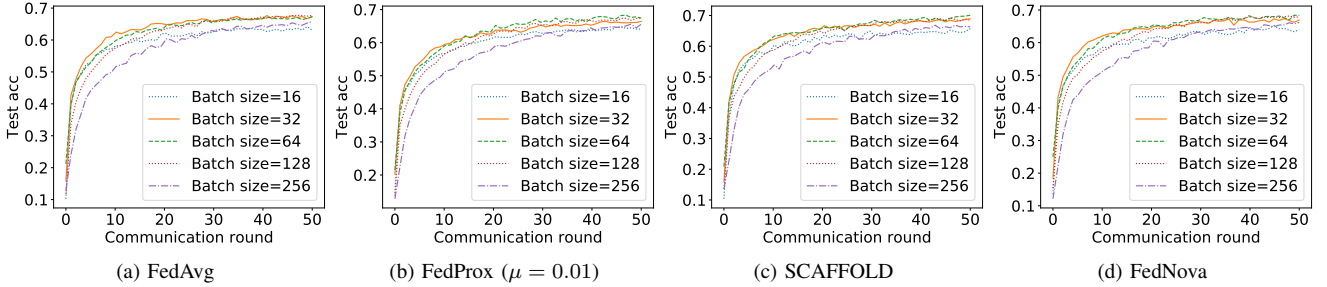 0.7
0.6
0.5
0.4
0.3
0.2
0.1
Test acc
Batch size=16
Batch size=32
Batch size=64
Batch size=128
Batch size=256
0 10 20 30 40 50
Communication round
(a) FedAvg
0.7
0.6
0.5
0.4
0.3
0.2
Test acc
Batch size=16
Batch size=32
Batch size=64
Batch size=128
Batch size=256
0 10 20 30 40 50
Communication round
(b) FedProx (μ = 0.01)
0.7
0.6
0.5
0.4
0.3
0.2
0.1
Test acc
Batch size=16
Batch size=32
Batch size=64
Batch size=128
Batch size=256
0 10 20 30 40 50
Communication round
(c) SCAFFOLD
0.7
0.6
0.5
0.4
0.3
0.2
0.1
Test acc
Batch size=16
Batch size=32
Batch size=64
Batch size=128
Batch size=256
0 10 20 30 40 50
Communication round
(d) FedNova